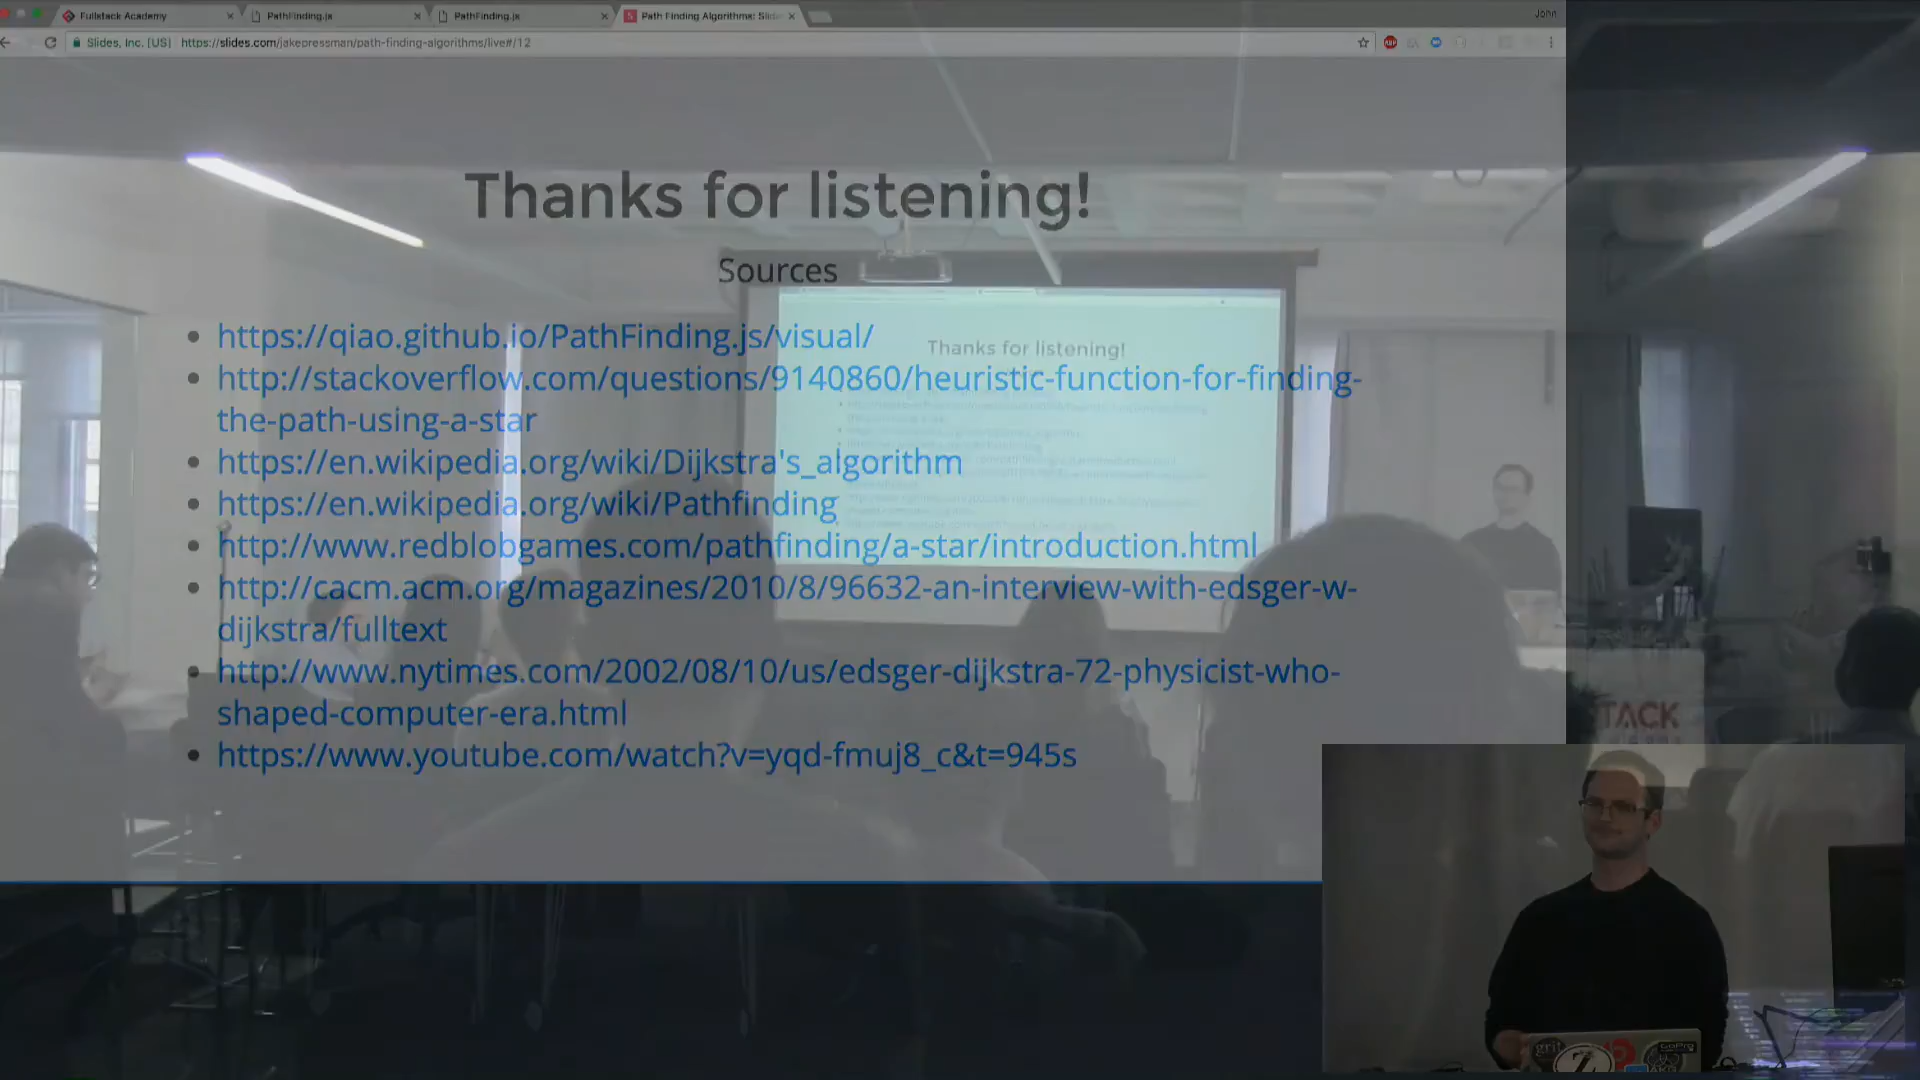 Fullstack Academy
PathFinding.js
PathFinding.js
Path Finding Algorithms: Slide
John
Slides, Inc. [US]
https://slides.com/jakepressman/path-finding-algorithms/live#/12
Thanks for listening!
Sources
https://qiao.github.io/PathFinding.js/visual/
http://stackoverflow.com/questions/9140860/heuristic-function-for-finding-
the-path-using-a-star
https://en.wikipedia.org/wiki/Dijkstra's_algorithm
https://en.wikipedia.org/wiki/Pathfinding
http://www.redblobgames.com/pathfinding/a-star/introduction.html
http://cacm.acm.org/magazines/2010/8/96632-an-interview-with-edsger-w-
dijkstra/fulltext
http://www.nytimes.com/2002/08/10/us/edsger-dijkstra-72-physicist-who-
shaped-computer-era.html
https://www.youtube.com/watch?v=yqd-fmuj8_c&t=945s
Thanks for listening!
TACK
grit
GoPro